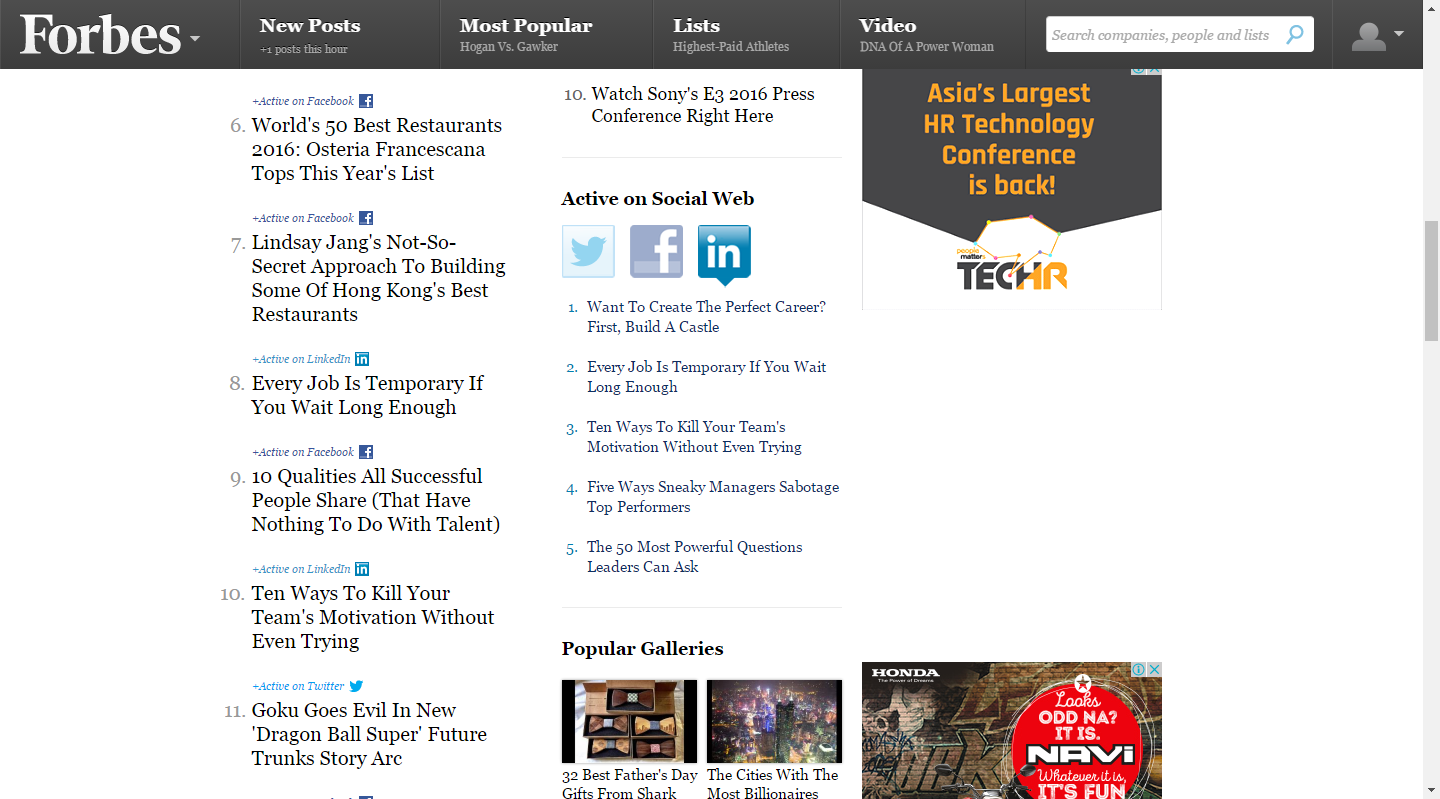 Forbes
New Posts
+1 posts this hour
Most Popular
Hogan Vs. Gawker
Lists
Highest-Paid Athletes
Video
DNA Of A Power Woman
Search companies, people and lists
+Active on Facebook
6. World's 50 Best Restaurants
2016: Osteria Francescana
Tops This Year's List
+Active on Facebook
7. Lindsay Jang's Not-So-
Secret Approach To Building
Some Of Hong Kong's Best
Restaurants
+Active on LinkedIn
8. Every Job Is Temporary If
You Wait Long Enough
+Active on Facebook
9. 10 Qualities All Successful
People Share (That Have
Nothing To Do With Talent)
+Active on LinkedIn
10. Ten Ways To Kill Your
Team's Motivation Without
Even Trying
+Active on Twitter
11. Goku Goes Evil In New
'Dragon Ball Super' Future
Trunks Story Arc
10. Watch Sony's E3 2016 Press
Conference Right Here
Active on Social Web
f
in
1. Want To Create The Perfect Career?
First, Build A Castle
2. Every Job Is Temporary If You Wait
Long Enough
3. Ten Ways To Kill Your Team's
Motivation Without Even Trying
4. Five Ways Sneaky Managers Sabotage
Top Performers
5. The 50 Most Powerful Questions
Leaders Can Ask
Popular Galleries
32 Best Father's Day
Gifts From Shark
The Cities With The
Most Billionaires
Asia's Largest
HR Technology
Conference
is back!
people
matters
TECHR
HONDA
The Power of Dreams
Looks
ODD NA?
IT IS.
NAVi
Whatever it is,
IT'S FUN